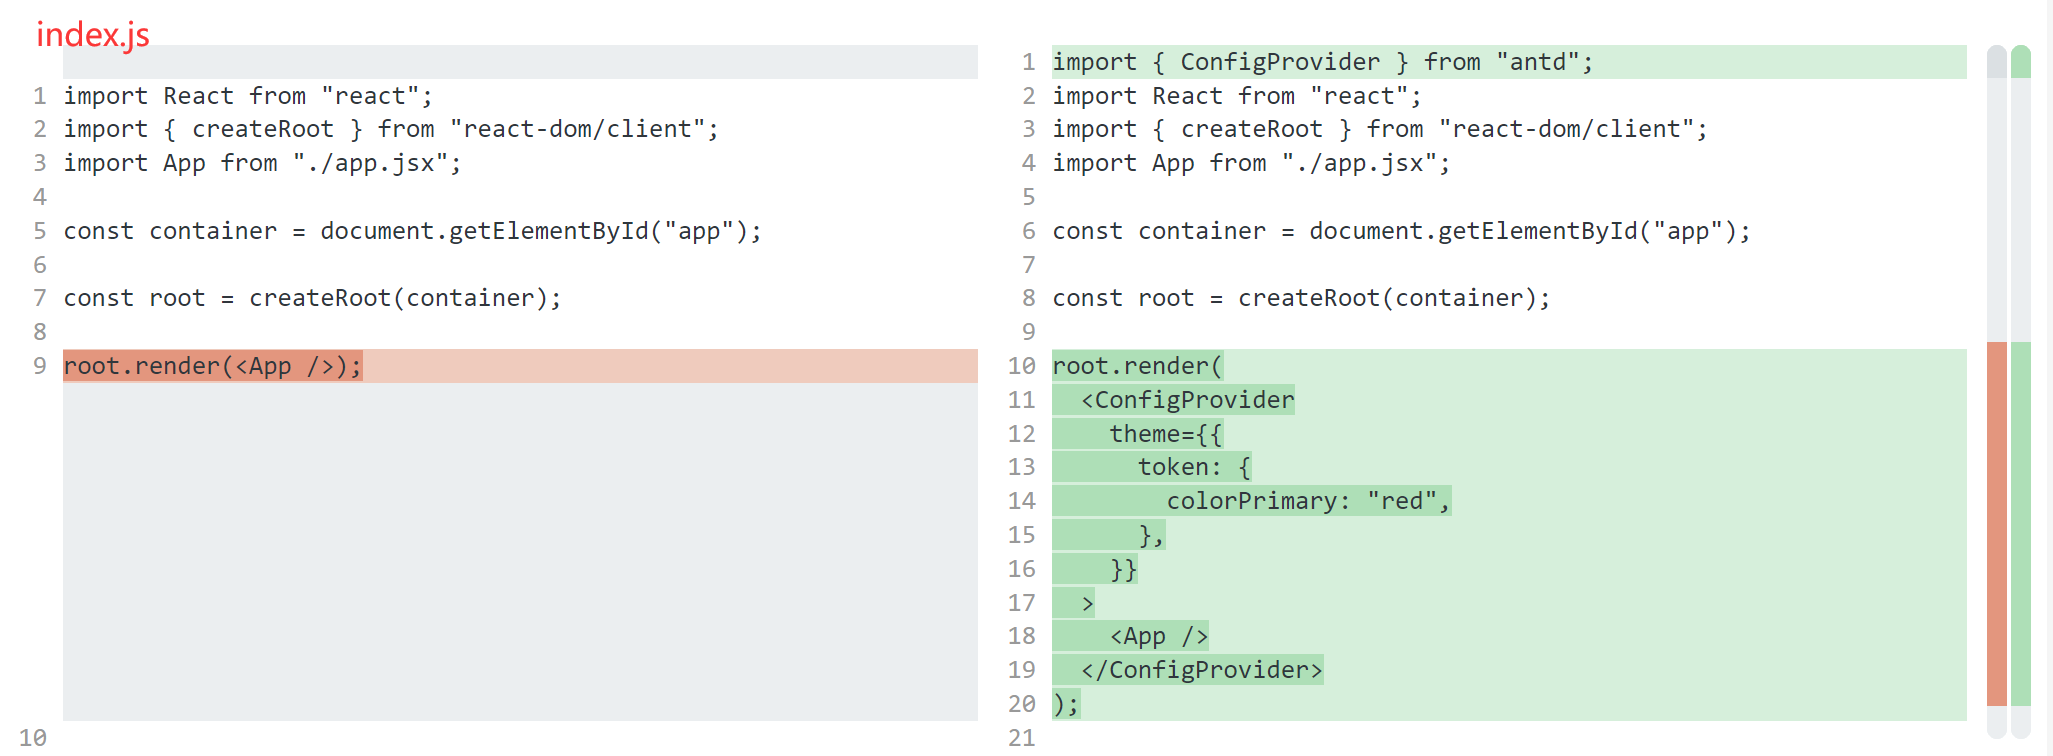 index.js
1 import React from "react";
2 import { createRoot } from "react-dom/client";
3 import App from "./app.jsx";
4
5 const container = document.getElementById("app");
6
7 const root = createRoot(container);
8
9 root.render(<App />);
10
1 import { ConfigProvider } from "antd";
2 import React from "react";
3 import { createRoot } from "react-dom/client";
4 import App from "./app.jsx";
5
6 const container = document.getElementById("app");
7
8 const root = createRoot(container);
9
10 root.render(
11   <ConfigProvider
12     theme={{
13       token: {
14         colorPrimary: "red",
15       },
16     }}
17   >
18     <App />
19   </ConfigProvider>
20 );
21